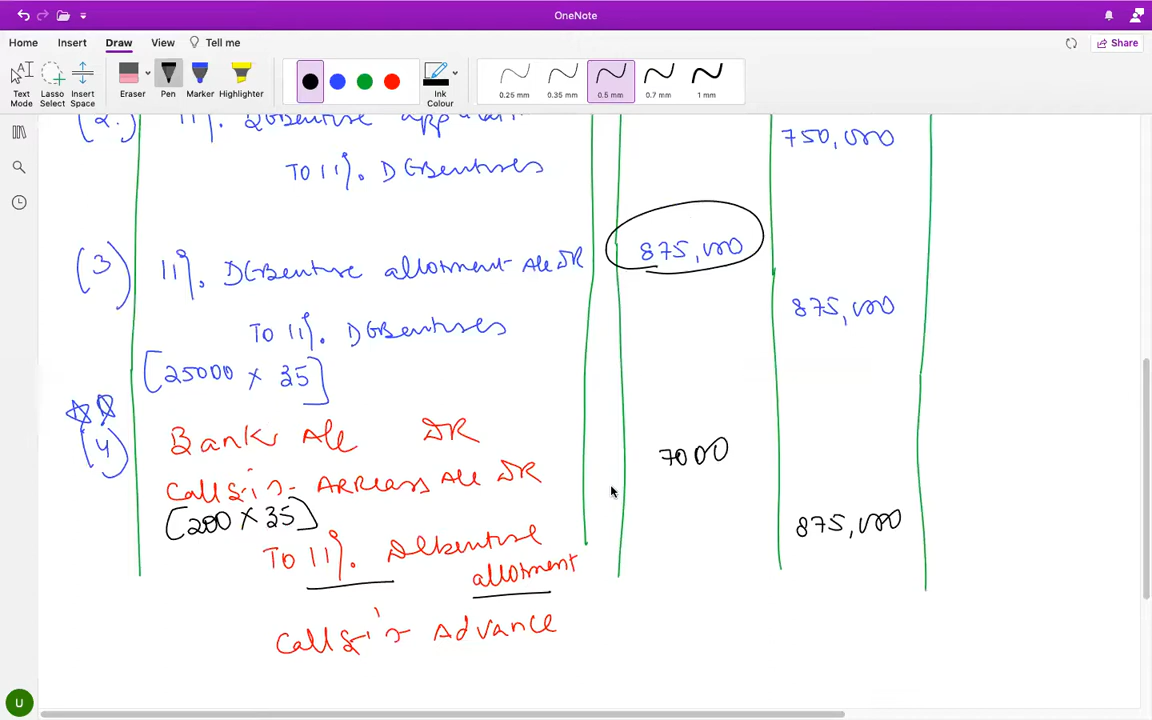 OneNote
Home Insert Draw View Tell me Share
Text Mode Lasso Select Insert Space Eraser Pen Marker Highlighter Ink Colour 0.25 mm 0.35 mm 0.5 mm 0.7 mm 1 mm
(2. 11%. Debenture 750,000
To 11%. Debentures
(3) 11%. Debenture allotment A/c DR 875,000
To 11%. Debentures 875,000
[25000 × 35]
(4) Bank A/c DR
Calls-in-Arrears A/c DR 7000
[200 × 35]
To 11%. Debenture allotment 875,000
Calls-in-Advance
U